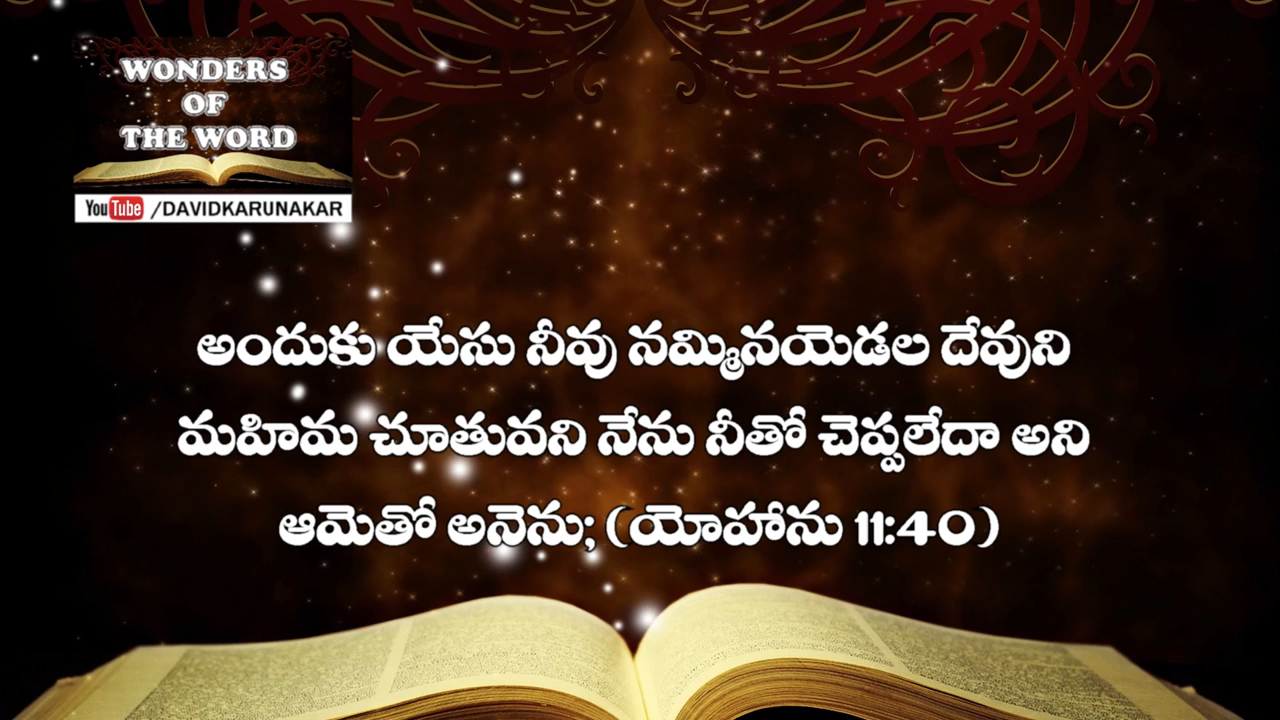 WONDERS
OF
THE WORD
YouTube /DAVIDKARUNAKAR
అందుకు యేసు నీవు నమ్మినయెడల దేవుని
మహిమ చూతువని నేను నీతో చెప్పలేదా అని
ఆమెతో అనెను; (యోహాను 11:40)